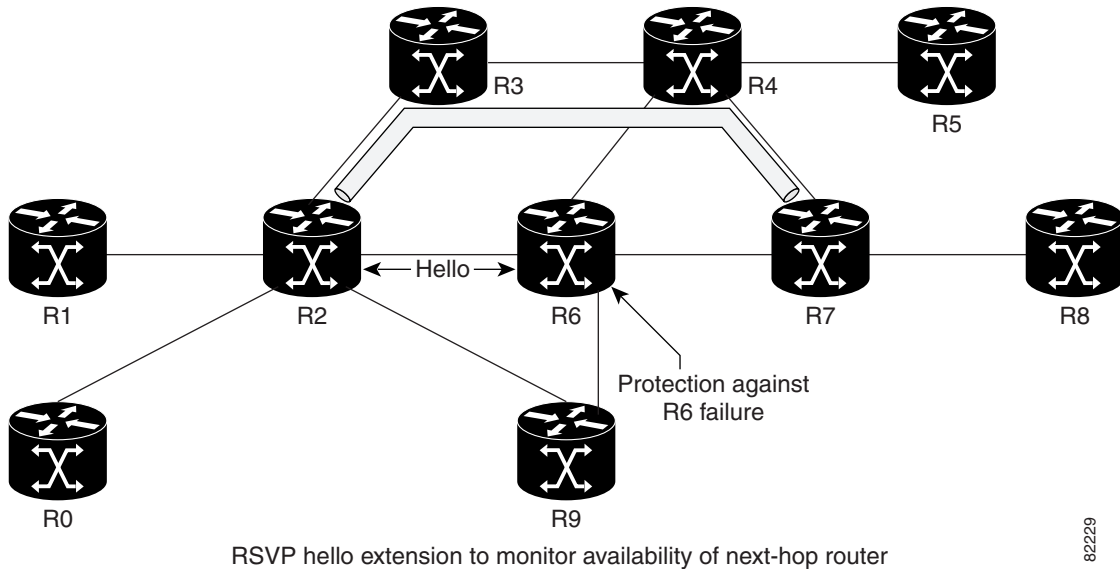 R3
R4
R5
Hello
R1
R2
R6
R7
R8
Protection against
R6 failure
R0
R9
RSVP hello extension to monitor availability of next-hop router
82229